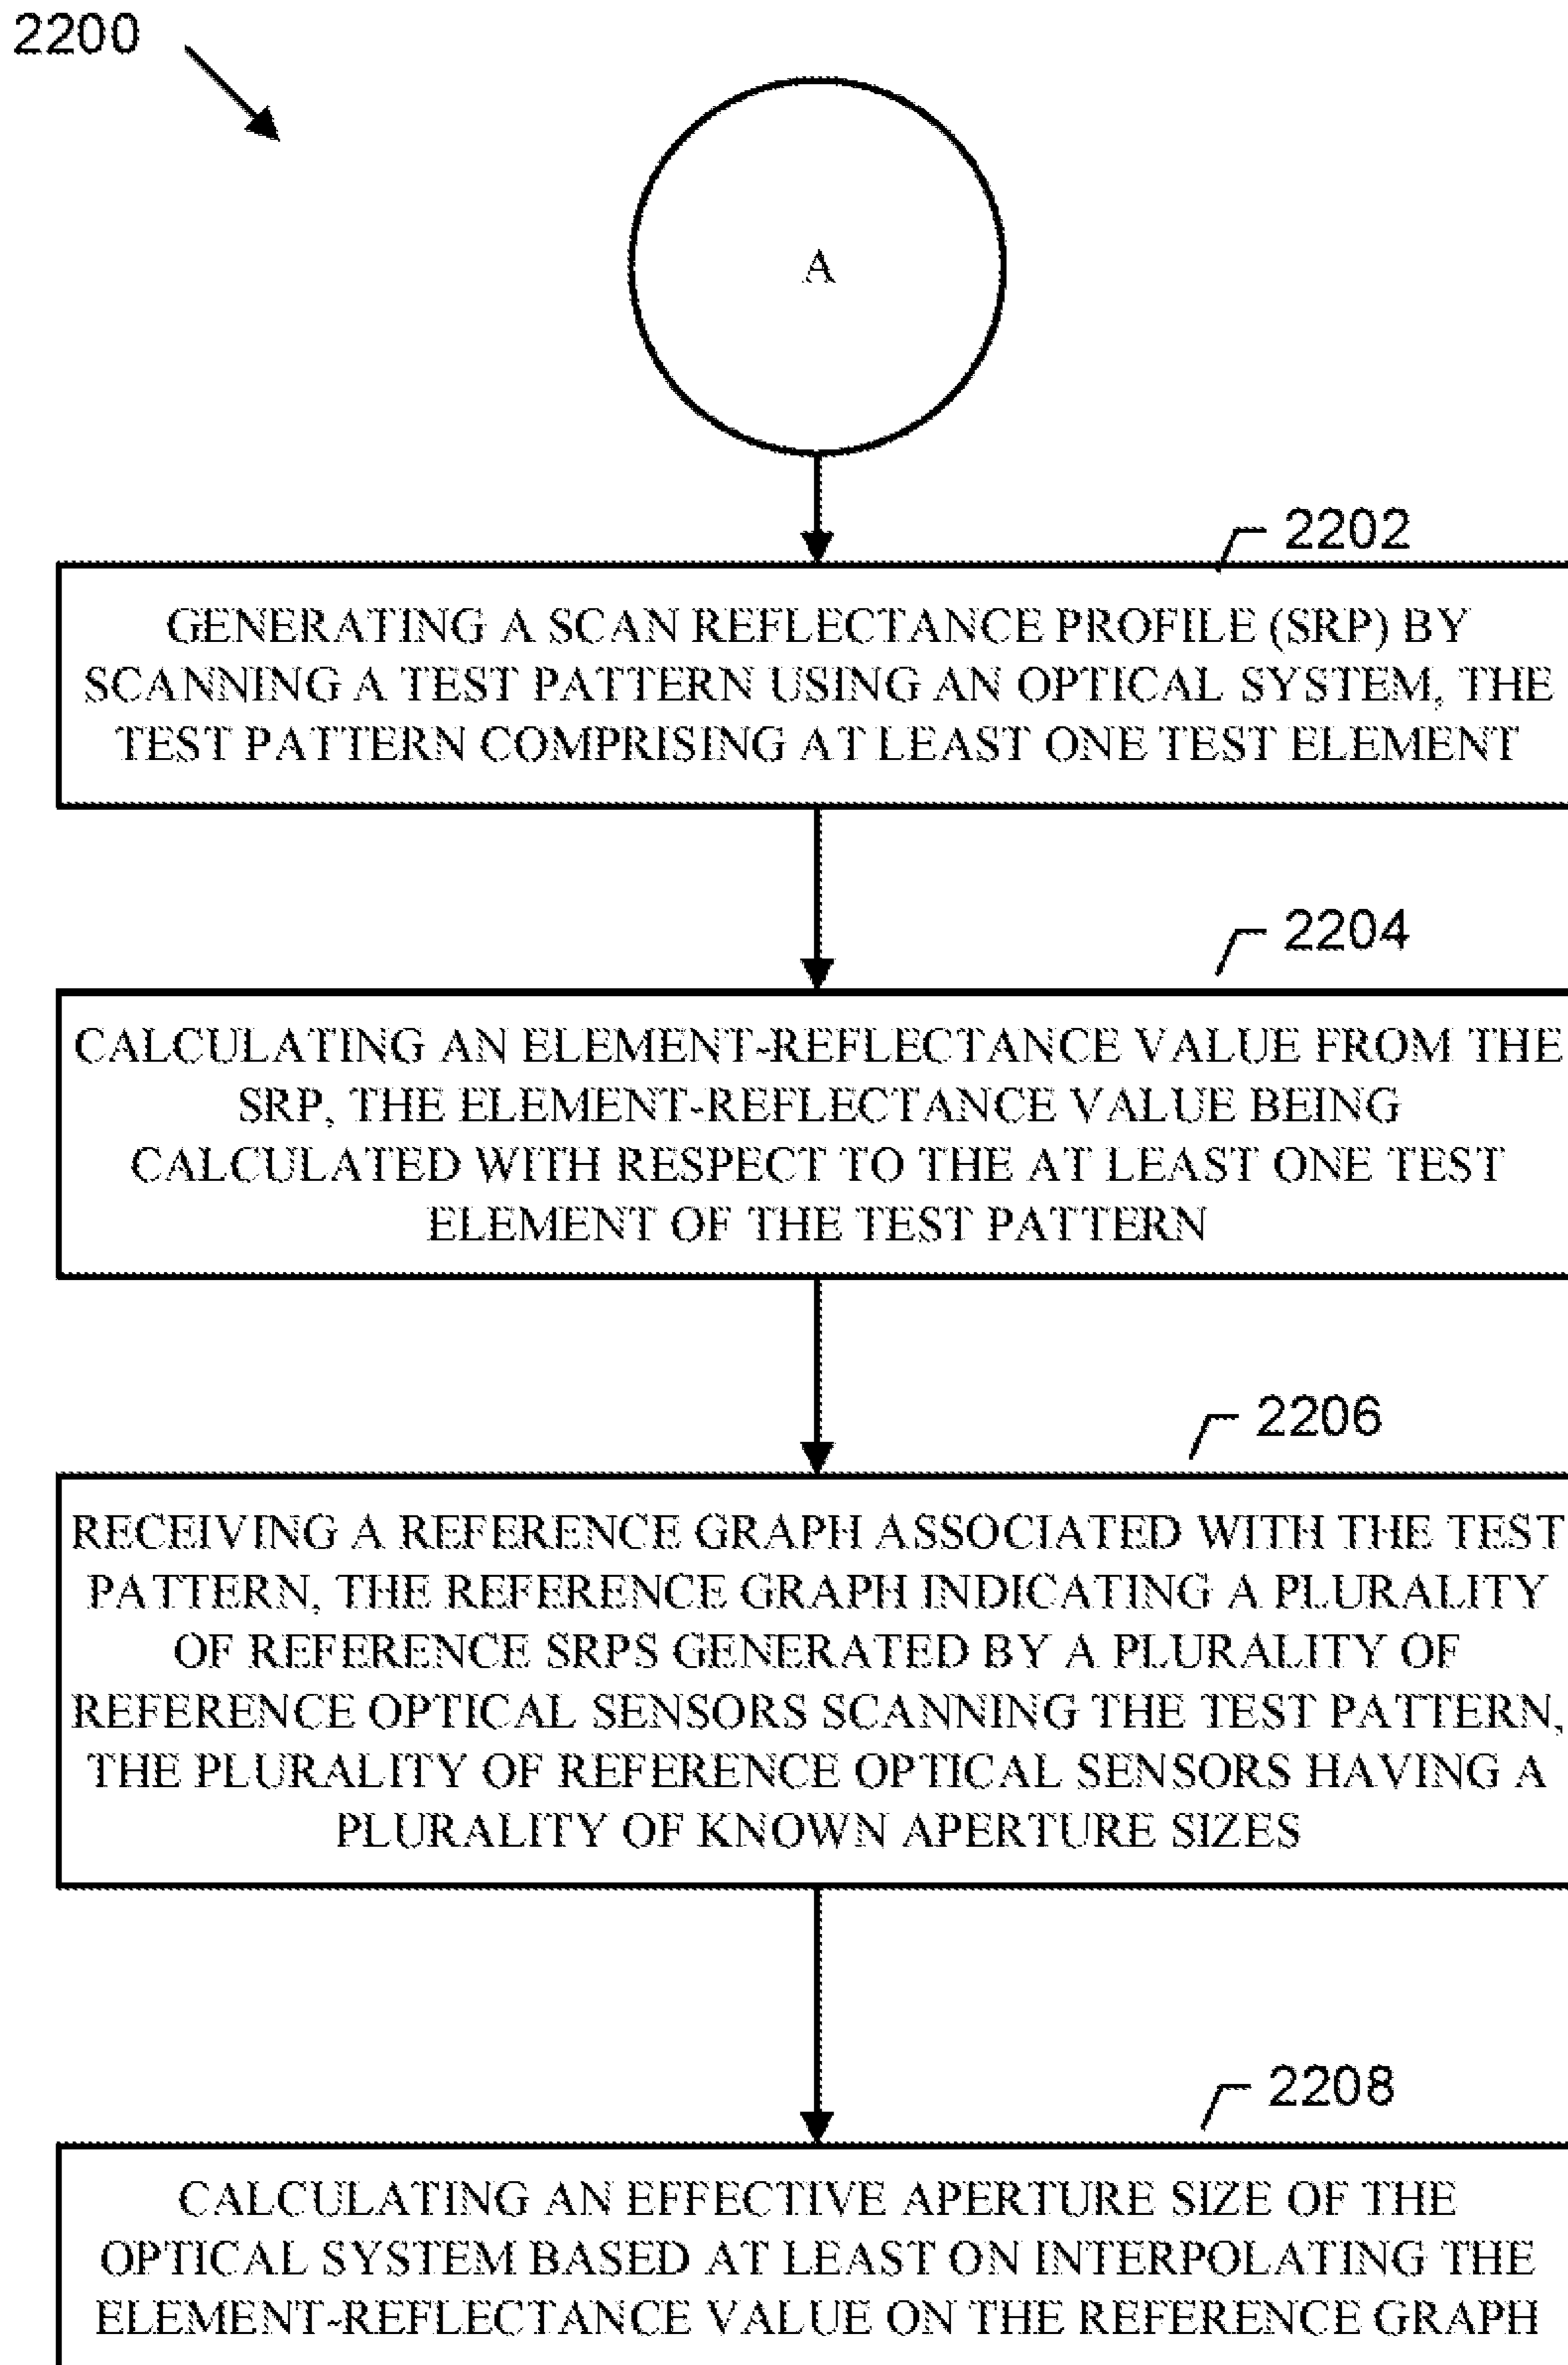 2200
A
2202
GENERATING A SCAN REFLECTANCE PROFILE (SRP) BY
SCANNING A TEST PATTERN USING AN OPTICAL SYSTEM, THE
TEST PATTERN COMPRISING AT LEAST ONE TEST ELEMENT
2204
CALCULATING AN ELEMENT-REFLECTANCE VALUE FROM THE
SRP, THE ELEMENT-REFLECTANCE VALUE BEING
CALCULATED WITH RESPECT TO THE AT LEAST ONE TEST
ELEMENT OF THE TEST PATTERN
2206
RECEIVING A REFERENCE GRAPH ASSOCIATED WITH THE TEST
PATTERN, THE REFERENCE GRAPH INDICATING A PLURALITY
OF REFERENCE SRPS GENERATED BY A PLURALITY OF
REFERENCE OPTICAL SENSORS SCANNING THE TEST PATTERN,
THE PLURALITY OF REFERENCE OPTICAL SENSORS HAVING A
PLURALITY OF KNOWN APERTURE SIZES
2208
CALCULATING AN EFFECTIVE APERTURE SIZE OF THE
OPTICAL SYSTEM BASED AT LEAST ON INTERPOLATING THE
ELEMENT-REFLECTANCE VALUE ON THE REFERENCE GRAPH